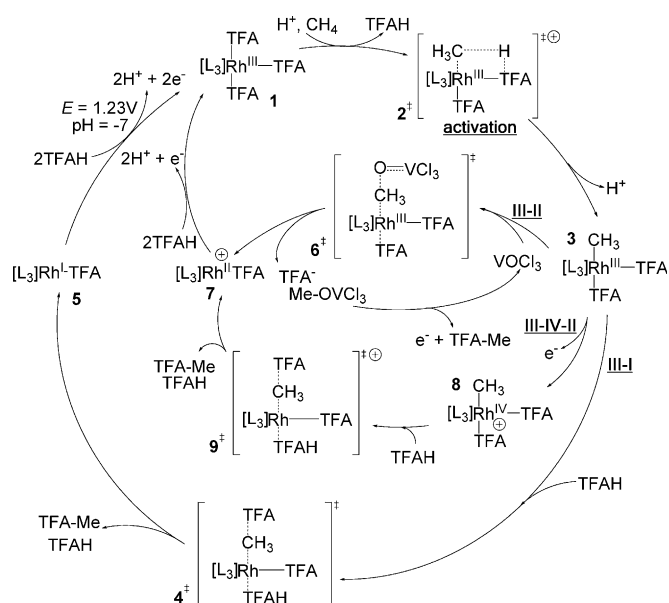 H+, CH4
TFAH
TFA
[L3]RhIII—TFA
TFA
1
H3C H ‡⊕
[L3]RhIII TFA
TFA
2‡
activation
2H+ + 2e-
E = 1.23V
pH = -7
2TFAH
2H+ + e-
2TFAH
O VCl3 ‡
CH3
[L3]RhIII—TFA
TFA
6‡
III-II
H+
3
CH3
[L3]RhIII—TFA
TFA
VOCl3
[L3]RhI-TFA
5
⊕
[L3]RhIITFA
7
TFA-
Me-OVCl3
e- + TFA-Me
III-IV-II
e-
III-I
TFA-Me
TFAH
TFA ‡⊕
CH3
[L3]Rh—TFA
TFAH
9‡
8
CH3
[L3]RhIV—TFA
⊕
TFA
TFAH
TFAH
TFA-Me
TFAH
TFA ‡
CH3
[L3]Rh—TFA
TFAH
4‡